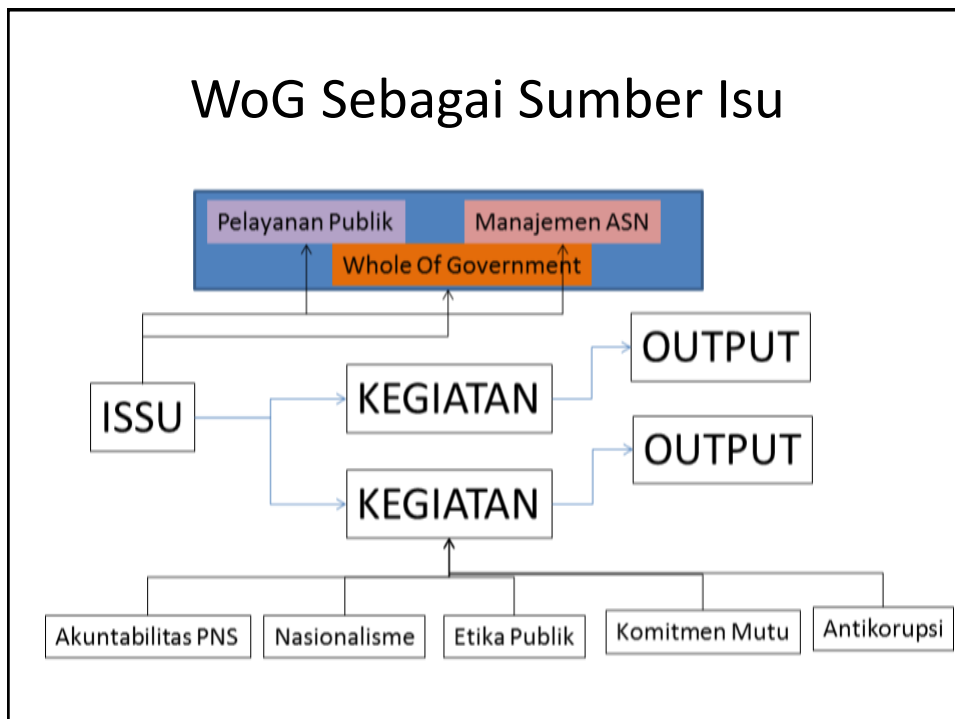 WoG Sebagai Sumber Isu
Pelayanan Publik
Manajemen ASN
Whole Of Government
OUTPUT
KEGIATAN
ISSU
OUTPUT
KEGIATAN
Akuntabilitas PNS
Nasionalisme
Etika Publik
Komitmen Mutu
Antikorupsi